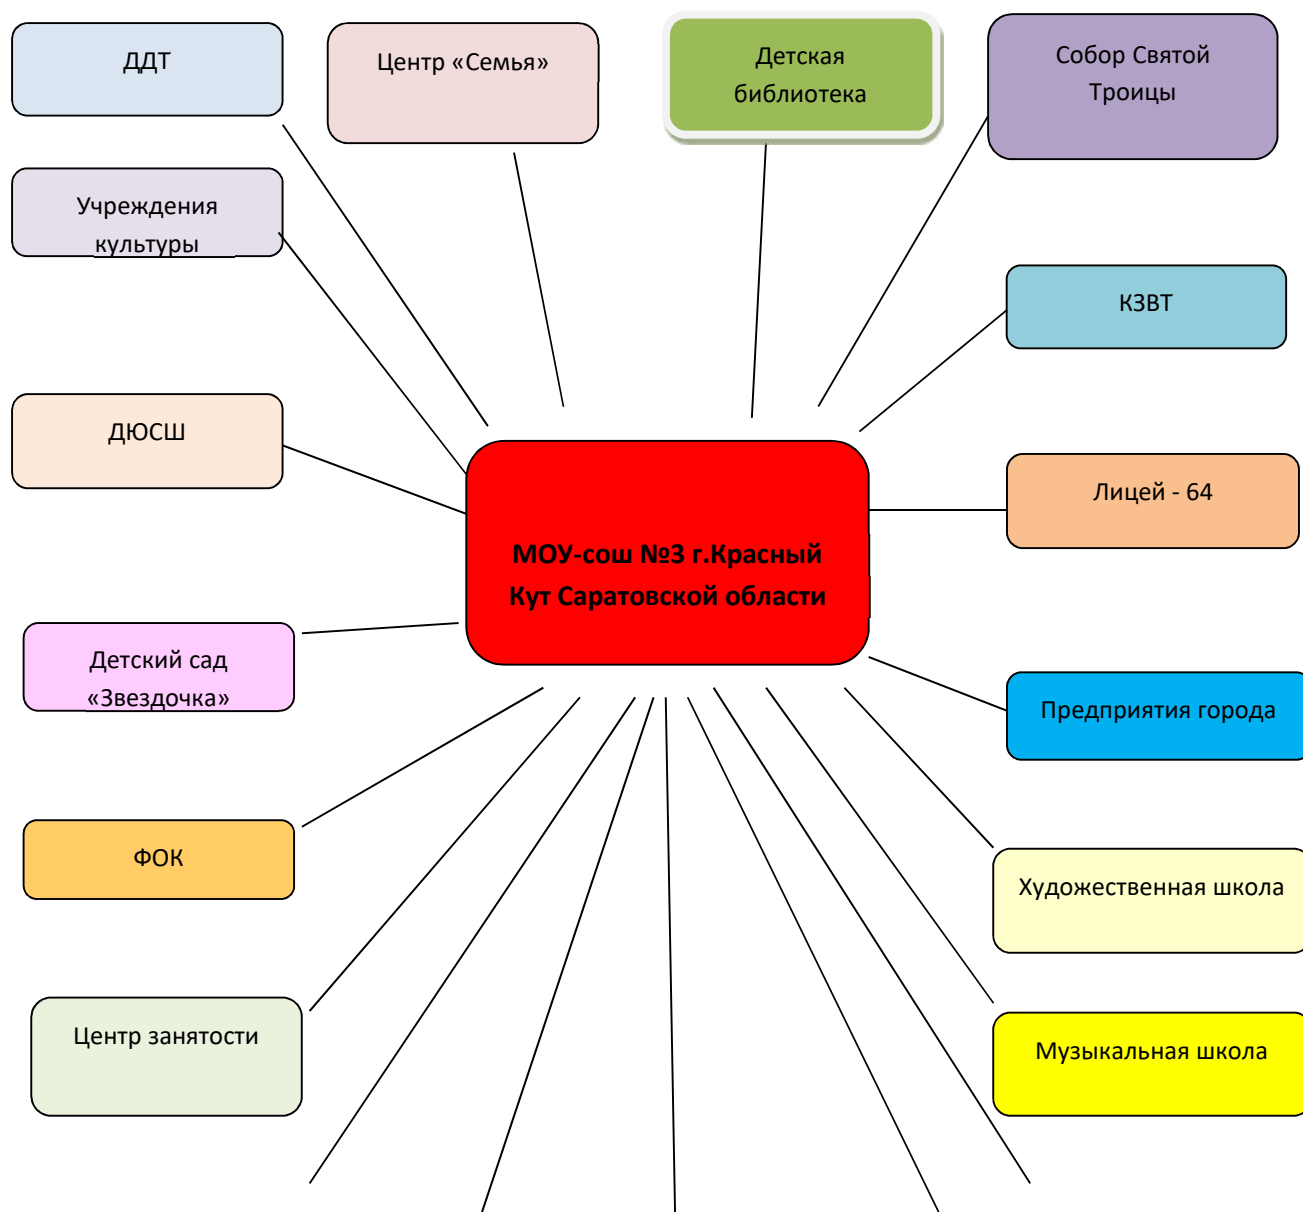 ДДТ
Центр «Семья»
Детская
библиотека
Собор Святой
Троицы
Учреждения
культуры
КЗВТ
ДЮСШ
Лицей - 64
МОУ-сош №3 г.Красный
Кут Саратовской области
Детский сад
«Звездочка»
Предприятия города
ФОК
Художественная школа
Центр занятости
Музыкальная школа